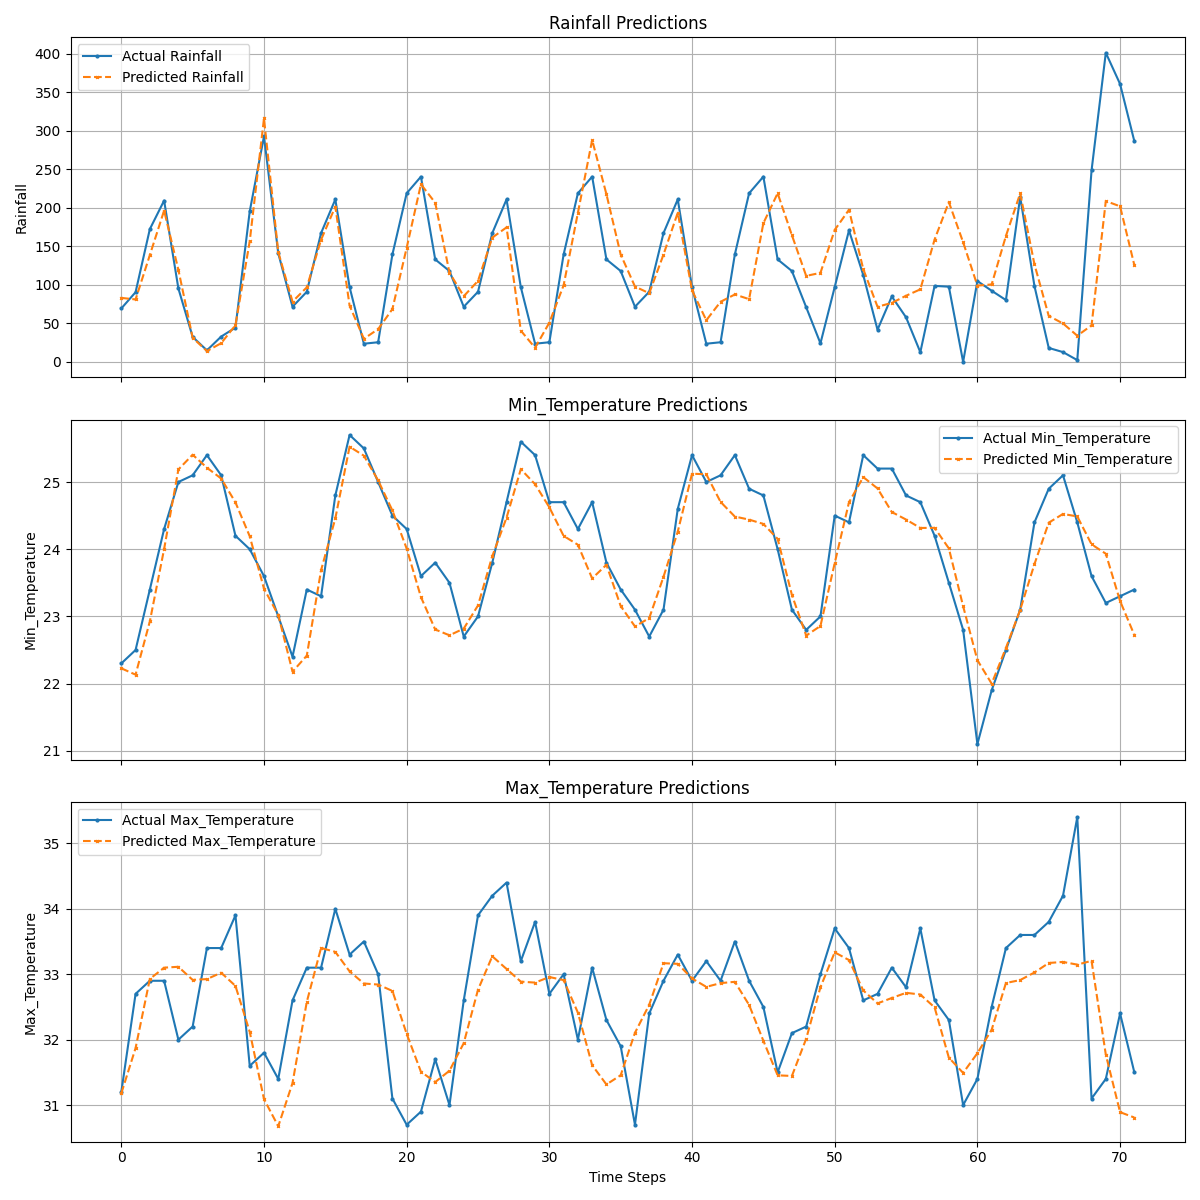 Rainfall Predictions
Actual Rainfall
Predicted Rainfall
Rainfall
400
350
300
250
200
150
100
50
0
Min_Temperature Predictions
Actual Min_Temperature
Predicted Min_Temperature
Min_Temperature
25
24
23
22
21
Max_Temperature Predictions
Actual Max_Temperature
Predicted Max_Temperature
Max_Temperature
35
34
33
32
31
0 10 20 30 40 50 60 70
Time Steps